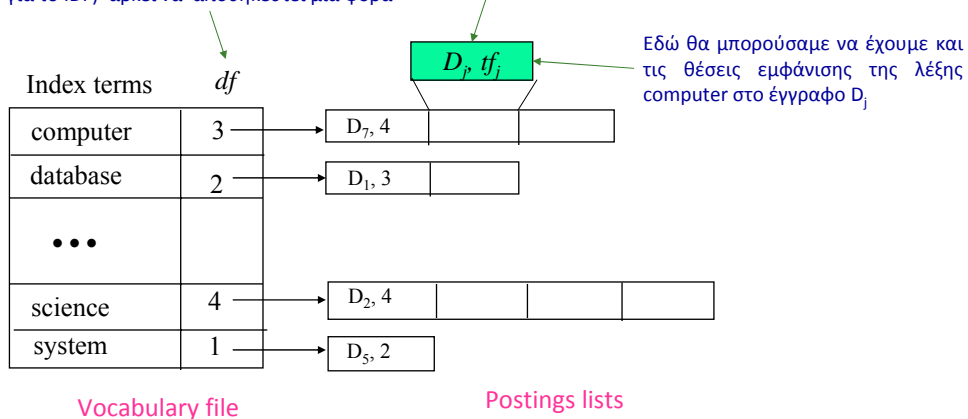 για το IDF) αρκεί να αποθηκευτεί μια φορά
Dj, tfj
Εδώ θα μπορούσαμε να έχουμε και
τις θέσεις εμφάνισης της λέξης
computer στο έγγραφο Dj
Index terms df
computer 3 D7, 4
database 2 D1, 3
•••
science 4 D2, 4
system 1 D5, 2
Vocabulary file
Postings lists